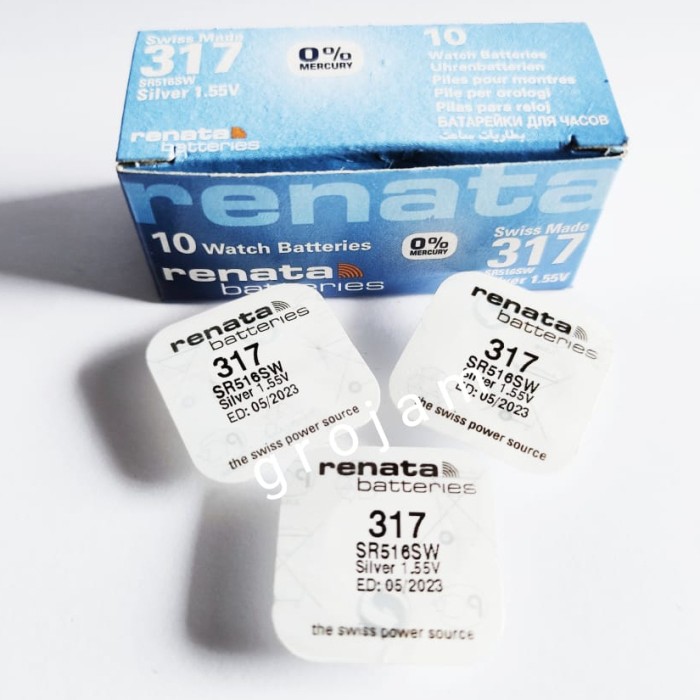 Swiss Made
317
SR516SW
Silver 1.55V
renata
batteries
0%
MERCURY
10
Watch Batteries
Uhrenbatterien
Piles pour montres
Pile per orologi
Pilas para reloj
БАТАРЕЙКИ ДЛЯ ЧАСОВ
بطاريات ساعت
renata
10 Watch Batteries
renata
batteries
0%
MERCURY
Swiss Made
317
SR516SW
Silver 1.55V
renata
batteries
317
SR516SW
Silver 1.55V
ED: 05/2023
the swiss power source
renata
batteries
317
SR516SW
Silver 1.55V
ED: 05/2023
the swiss power source
grojam
renata
batteries
317
SR516SW
Silver 1.55V
ED: 05/2023
the swiss power source